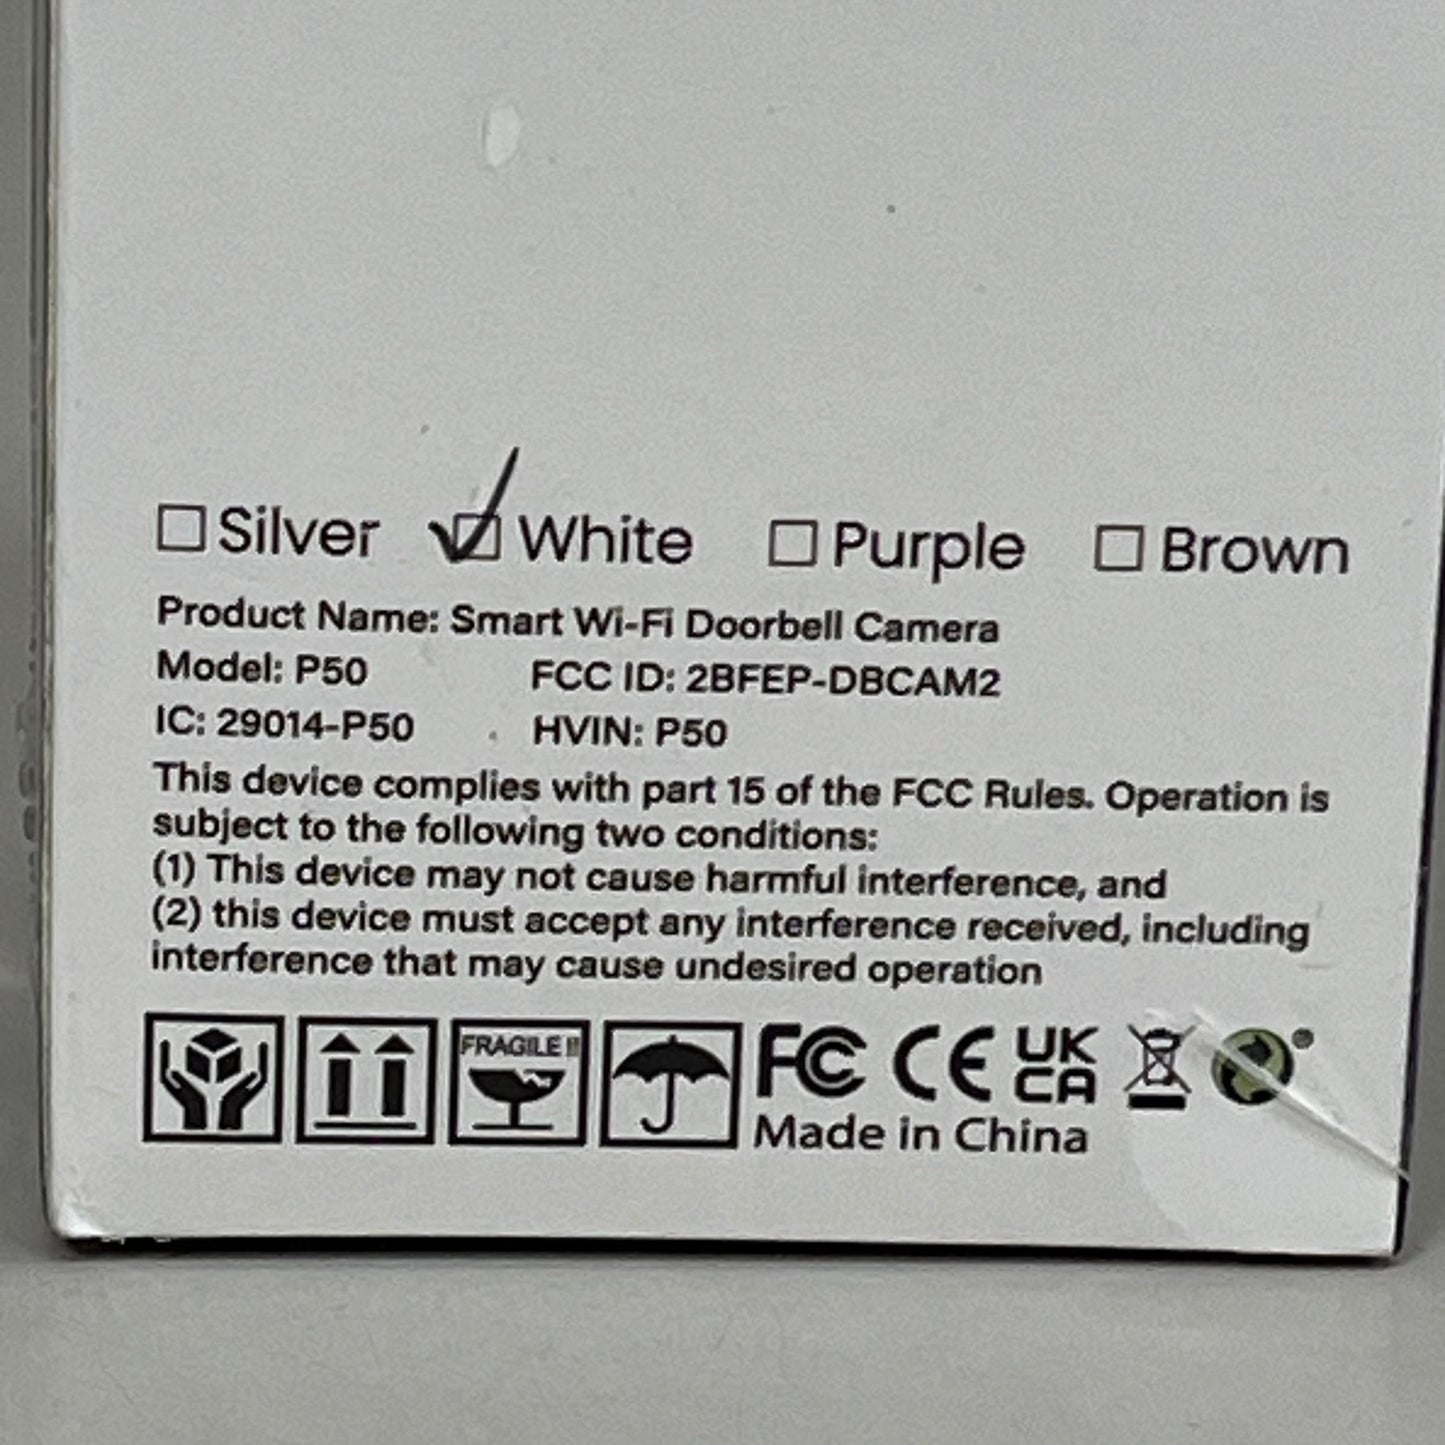 Silver White Purple Brown
Product Name: Smart Wi-Fi Doorbell Camera
Model: P50 FCC ID: 2BFEP-DBCAM2
IC: 29014-P50 HVIN: P50
This device complies with part 15 of the FCC Rules. Operation is
subject to the following two conditions:
(1) This device may not cause harmful interference, and
(2) this device must accept any interference received, including
interference that may cause undesired operation
FRAGILE!! FC CE UK
CA
Made in China